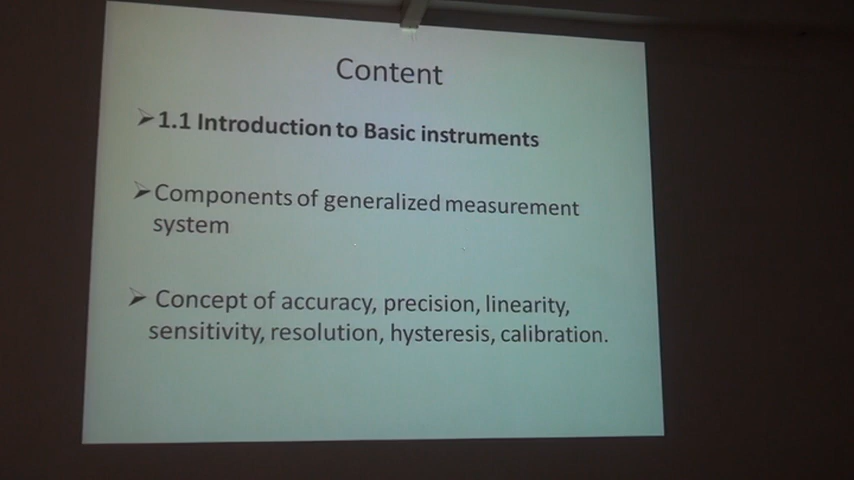 Content
➢1.1 Introduction to Basic instruments
➢Components of generalized measurement
system
➢ Concept of accuracy, precision, linearity,
sensitivity, resolution, hysteresis, calibration.